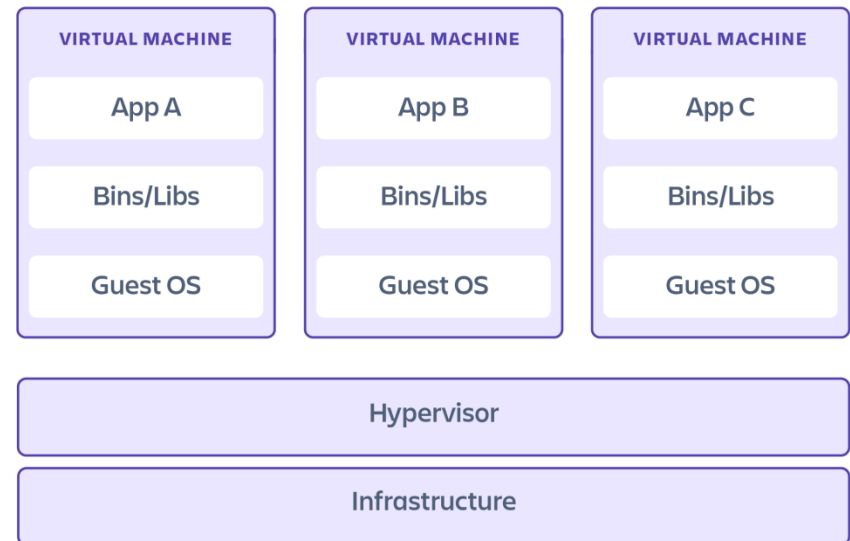 VIRTUAL MACHINE
App A
Bins/Libs
Guest OS
VIRTUAL MACHINE
App B
Bins/Libs
Guest OS
VIRTUAL MACHINE
App C
Bins/Libs
Guest OS
Hypervisor
Infrastructure